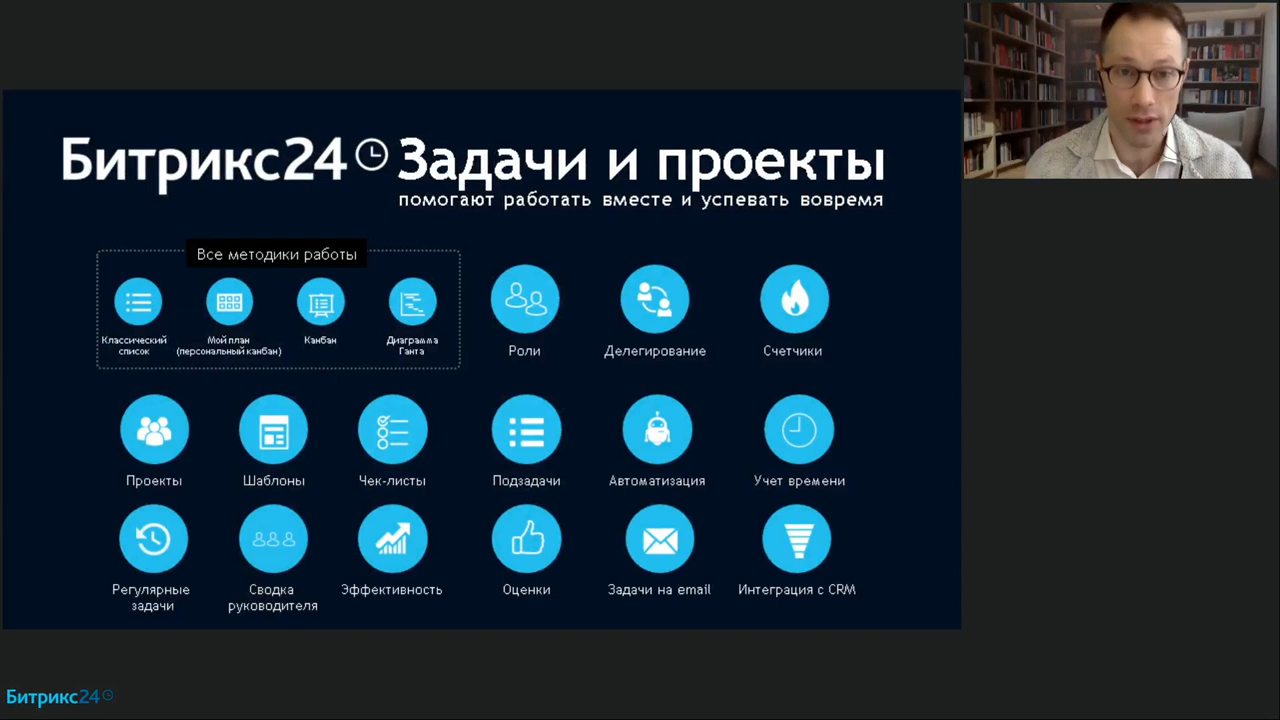 Битрикс24 Задачи и проекты
помогают работать вместе и успевать вовремя
Все методики работы
Классический
список
Мой план
(персональный канбан)
Канбан
Диаграмма
Ганта
Роли
Делегирование
Счетчики
Проекты
Шаблоны
Чек-листы
Подзадачи
Автоматизация
Учет времени
Регулярные
задачи
Сводка
руководителя
Эффективность
Оценки
Задачи на email
Интеграция с CRM
Битрикс24